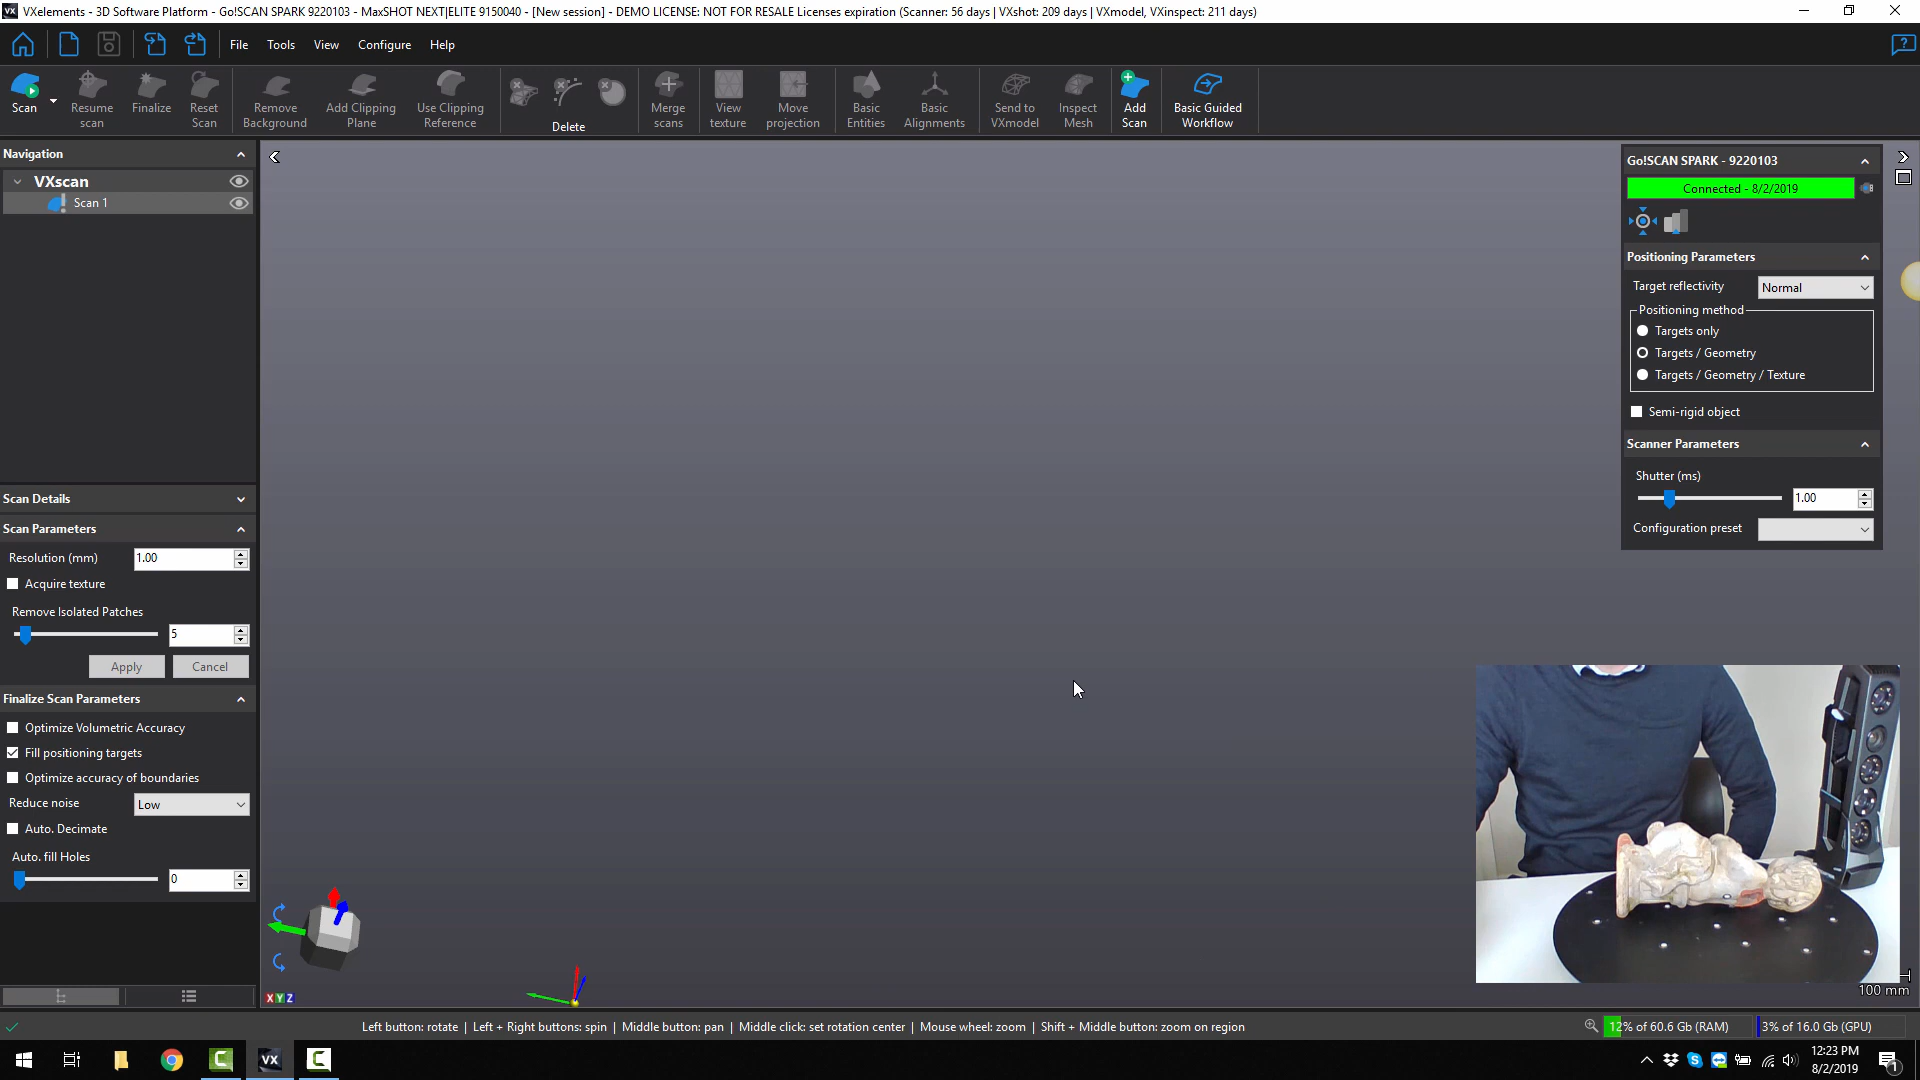 VXelements - 3D Software Platform - Go!SCAN SPARK 9220103 - MaxSHOT NEXT|ELITE 9150040 - [New session] - DEMO LICENSE: NOT FOR RESALE Licenses expiration (Scanner: 56 days | VXshot: 209 days | VXmodel, VXinspect: 211 days)
File Tools View Configure Help
Scan
Resume scan
Finalize
Reset Scan
Remove Background
Add Clipping Plane
Use Clipping Reference
Delete
Merge scans
View texture
Move projection
Basic Entities
Basic Alignments
Send to VXmodel
Inspect Mesh
Add Scan
Basic Guided Workflow
Navigation
VXscan
Scan 1
Scan Details
Scan Parameters
Resolution (mm) 1.00
Acquire texture
Remove Isolated Patches
5
Apply Cancel
Finalize Scan Parameters
Optimize Volumetric Accuracy
Fill positioning targets
Optimize accuracy of boundaries
Reduce noise Low
Auto. Decimate
Auto. fill Holes
0
X Y Z
Go!SCAN SPARK - 9220103
Connected - 8/2/2019
Positioning Parameters
Target reflectivity Normal
Positioning method
Targets only
Targets / Geometry
Targets / Geometry / Texture
Semi-rigid object
Scanner Parameters
Shutter (ms)
1.00
Configuration preset
100 mm
Left button: rotate | Left + Right buttons: spin | Middle button: pan | Middle click: set rotation center | Mouse wheel: zoom | Shift + Middle button: zoom on region
12% of 60.6 Gb (RAM) 3% of 16.0 Gb (GPU)
VX
12:23 PM
8/2/2019
1